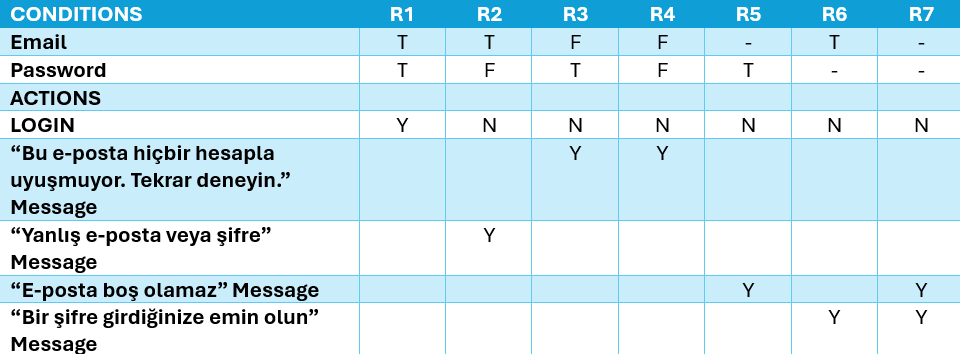 CONDITIONS R1 R2 R3 R4 R5 R6 R7
Email T T F F - T -
Password T F T F T - -
ACTIONS
LOGIN Y N N N N N N
“Bu e-posta hiçbir hesapla Y Y
uyuşmuyor. Tekrar deneyin.”
Message
“Yanlış e-posta veya şifre” Y
Message
“E-posta boş olamaz” Message Y Y
“Bir şifre girdiğinize emin olun” Y Y
Message